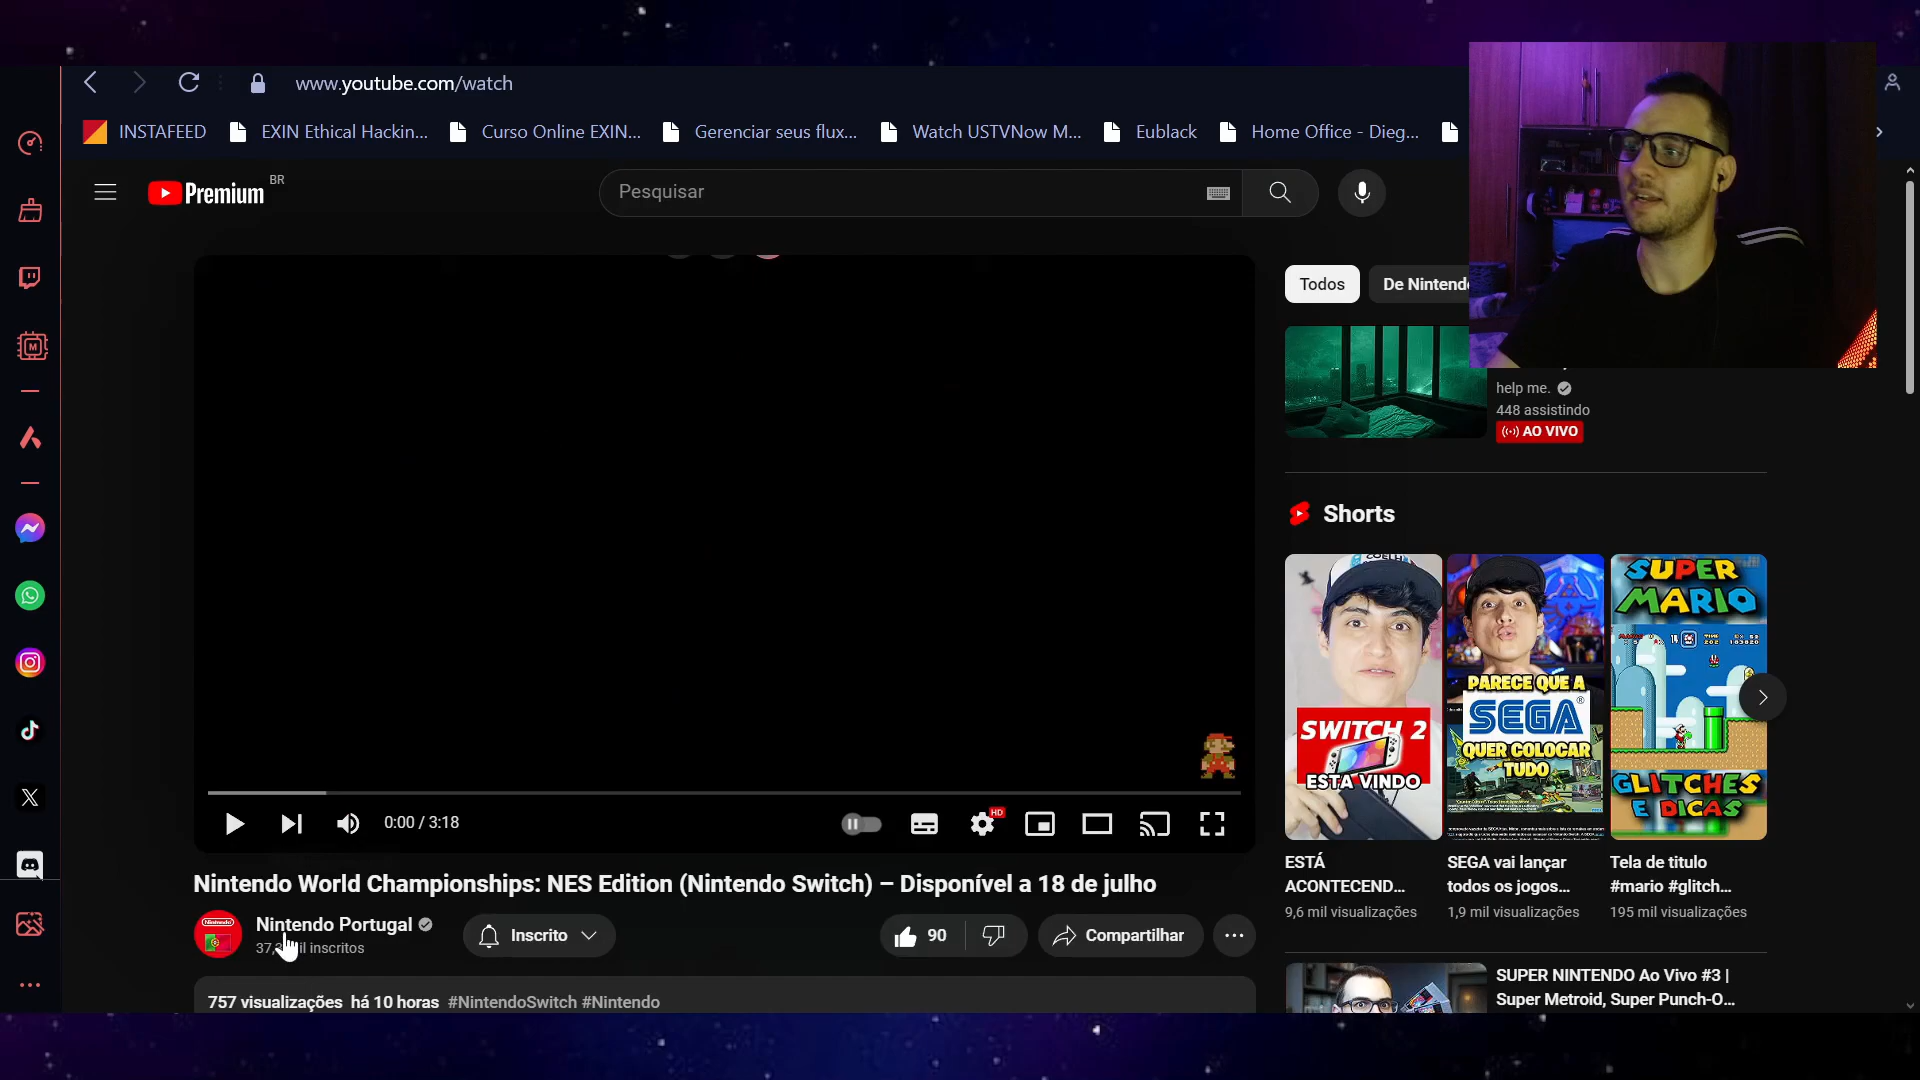 www.youtube.com/watch
INSTAFEED
EXIN Ethical Hackin...
Curso Online EXIN...
Gerenciar seus flux...
Watch USTVNow M...
Eublack
Home Office - Dieg...
Premium
BR
Pesquisar
Todos
De Nintendo
help me.
448 assistindo
AO VIVO
Shorts
SWITCH 2
ESTA VINDO
PARECE QUE A
SEGA
QUER COLOCAR
TUDO
SUPER
MARIO
GLITCHES
E DICAS
0:00 / 3:18
HD
ESTÁ
ACONTECEND...
9,6 mil visualizações
SEGA vai lançar
todos os jogos...
1,9 mil visualizações
Tela de titulo
#mario #glitch...
195 mil visualizações
Nintendo World Championships: NES Edition (Nintendo Switch) – Disponível a 18 de julho
Nintendo
Nintendo Portugal
inscritos
Inscrito
90
Compartilhar
757 visualizações há 10 horas #NintendoSwitch #Nintendo
SUPER NINTENDO Ao Vivo #3 |
Super Metroid, Super Punch-O...